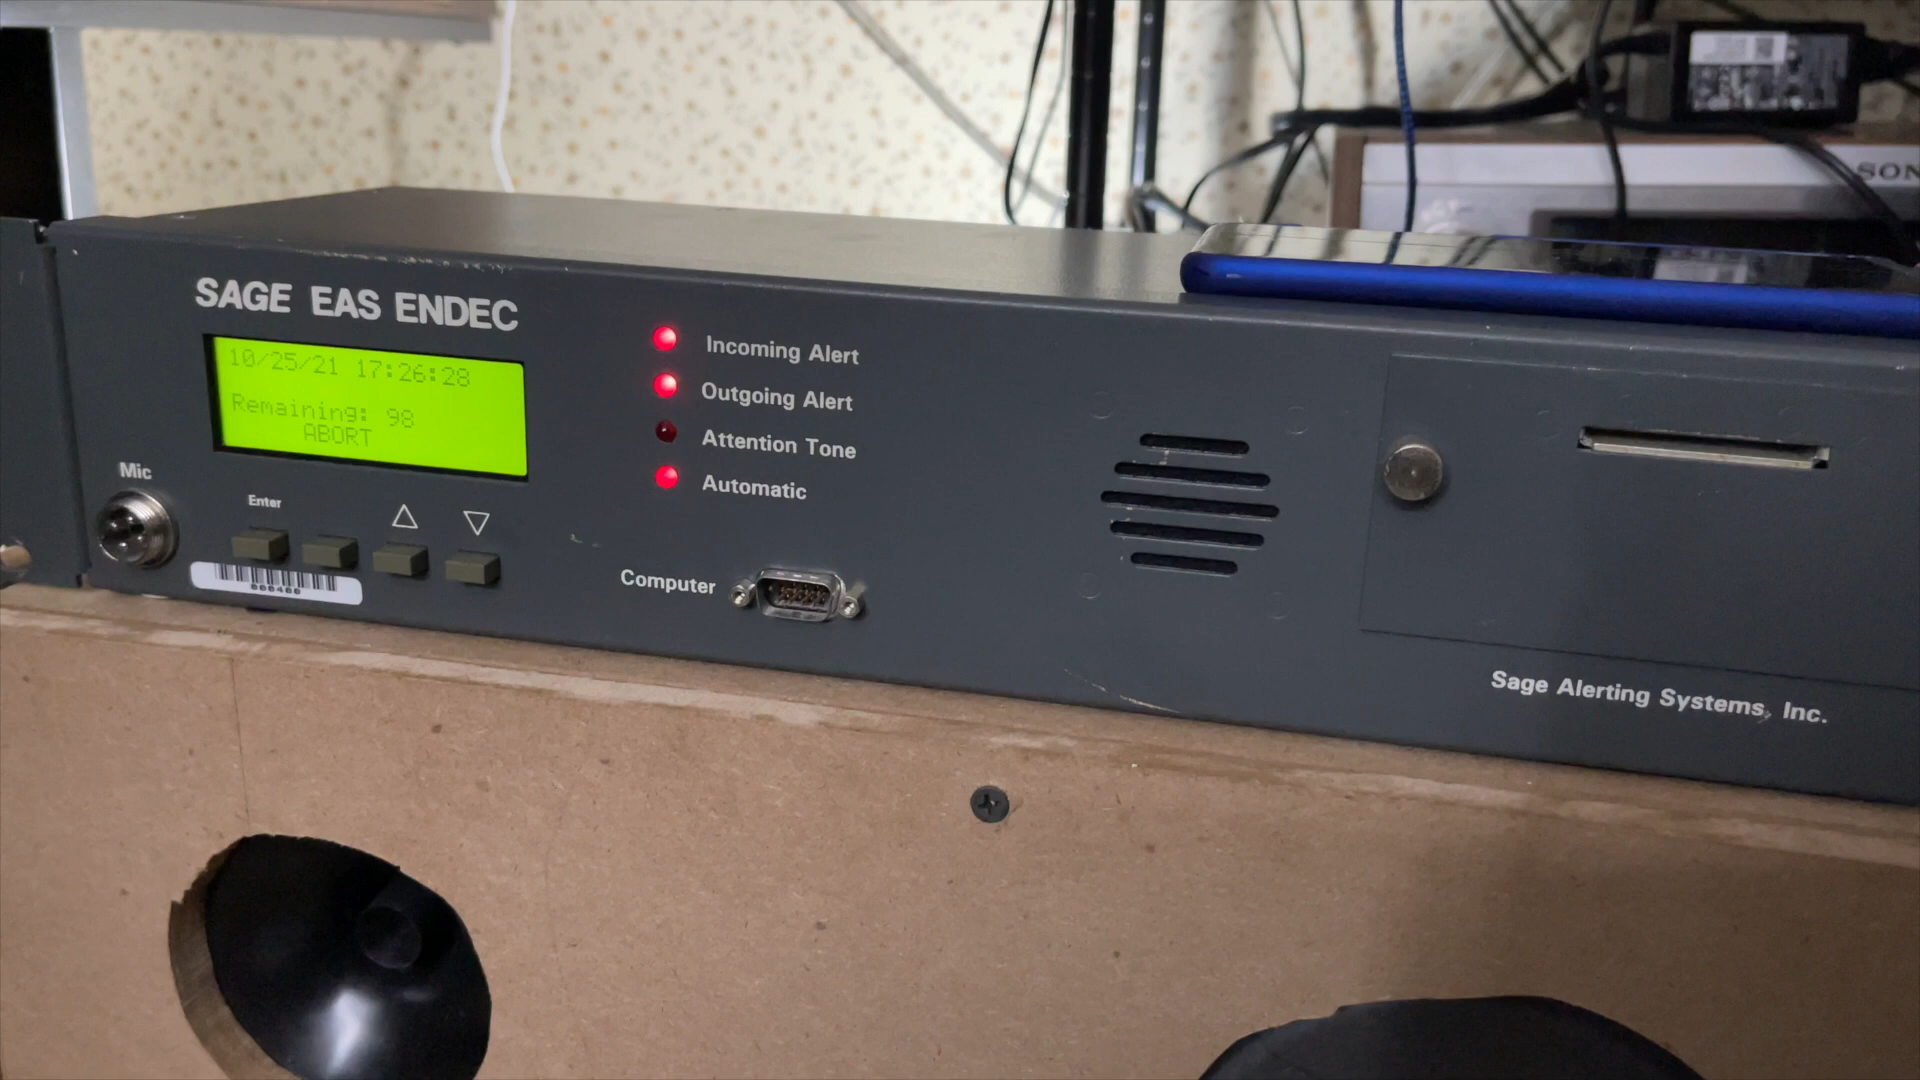 SAGE EAS ENDEC
10/25/21 17:26:28
Remaining: 98
ABORT
Mic
Enter
Incoming Alert
Outgoing Alert
Attention Tone
Automatic
Computer
Sage Alerting Systems, Inc.
SON